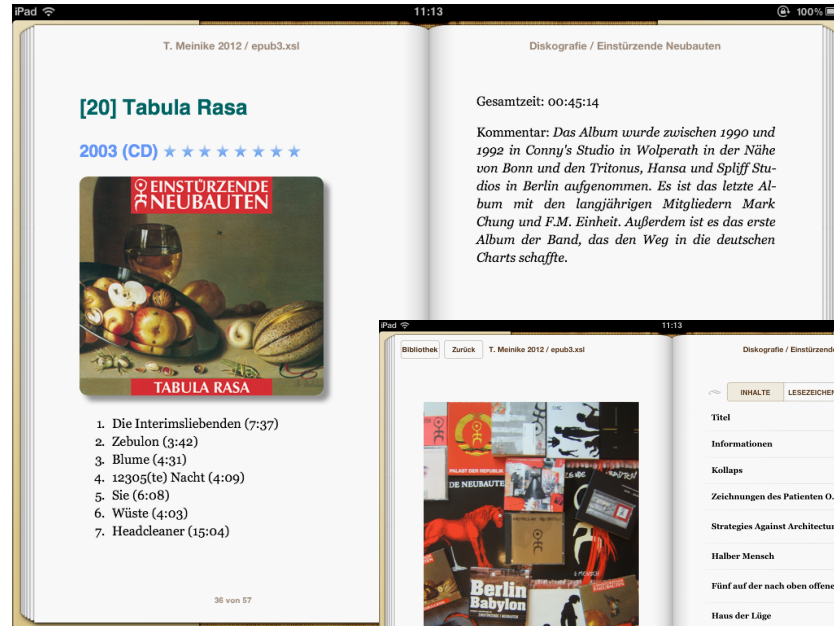 iPad
11:13
100%
T. Meinike 2012 / epub3.xsl
[20] Tabula Rasa
2003 (CD)
EINSTÜRZENDE
NEUBAUTEN
TABULA RASA
1. Die Interimsliebenden (7:37)
2. Zebulon (3:42)
3. Blume (4:31)
4. 12305(te) Nacht (4:09)
5. Sie (6:08)
6. Wüste (4:03)
7. Headcleaner (15:04)
36 von 57
Diskografie / Einstürzende Neubauten
Gesamtzeit: 00:45:14
Kommentar: Das Album wurde zwischen 1990 und
1992 in Conny's Studio in Wolperath in der Nähe
von Bonn und den Tritonus, Hansa und Spliff Stu-
dios in Berlin aufgenommen. Es ist das letzte Al-
bum mit den langjährigen Mitgliedern Mark
Chung und F.M. Einheit. Außerdem ist es das erste
Album der Band, das den Weg in die deutschen
Charts schaffte.
iPad
11:13
Bibliothek
Zurück
T. Meinike 2012 / epub3.xsl
PALAST DER REPUBLIK
DE NEUBAUTE
Berlin
Babylon
Diskografie / Einstürzende
INHALTE
LESEZEICHEN
Titel
Informationen
Kollaps
Zeichnungen des Patienten O.
Strategies Against Architectur
Halber Mensch
Fünf auf der nach oben offene
Haus der Lüge